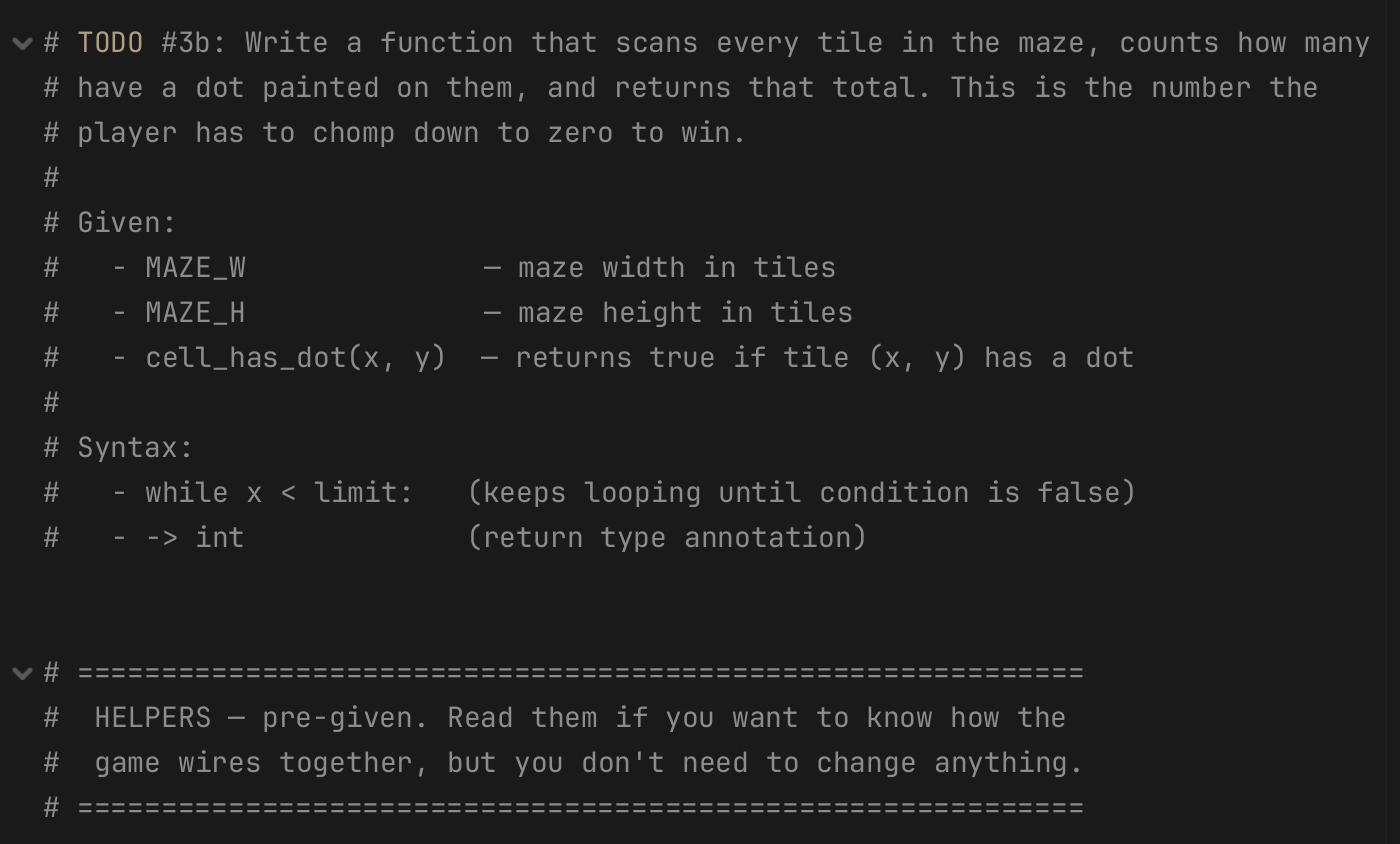 # TODO #3b: Write a function that scans every tile in the maze, counts how many
# have a dot painted on them, and returns that total. This is the number the
# player has to chomp down to zero to win.
#
# Given:
#   - MAZE_W              — maze width in tiles
#   - MAZE_H              — maze height in tiles
#   - cell_has_dot(x, y)  — returns true if tile (x, y) has a dot
#
# Syntax:
#   - while x < limit:   (keeps looping until condition is false)
#   - -> int             (return type annotation)
# ============================================================
#  HELPERS — pre-given. Read them if you want to know how the
#  game wires together, but you don't need to change anything.
# ============================================================